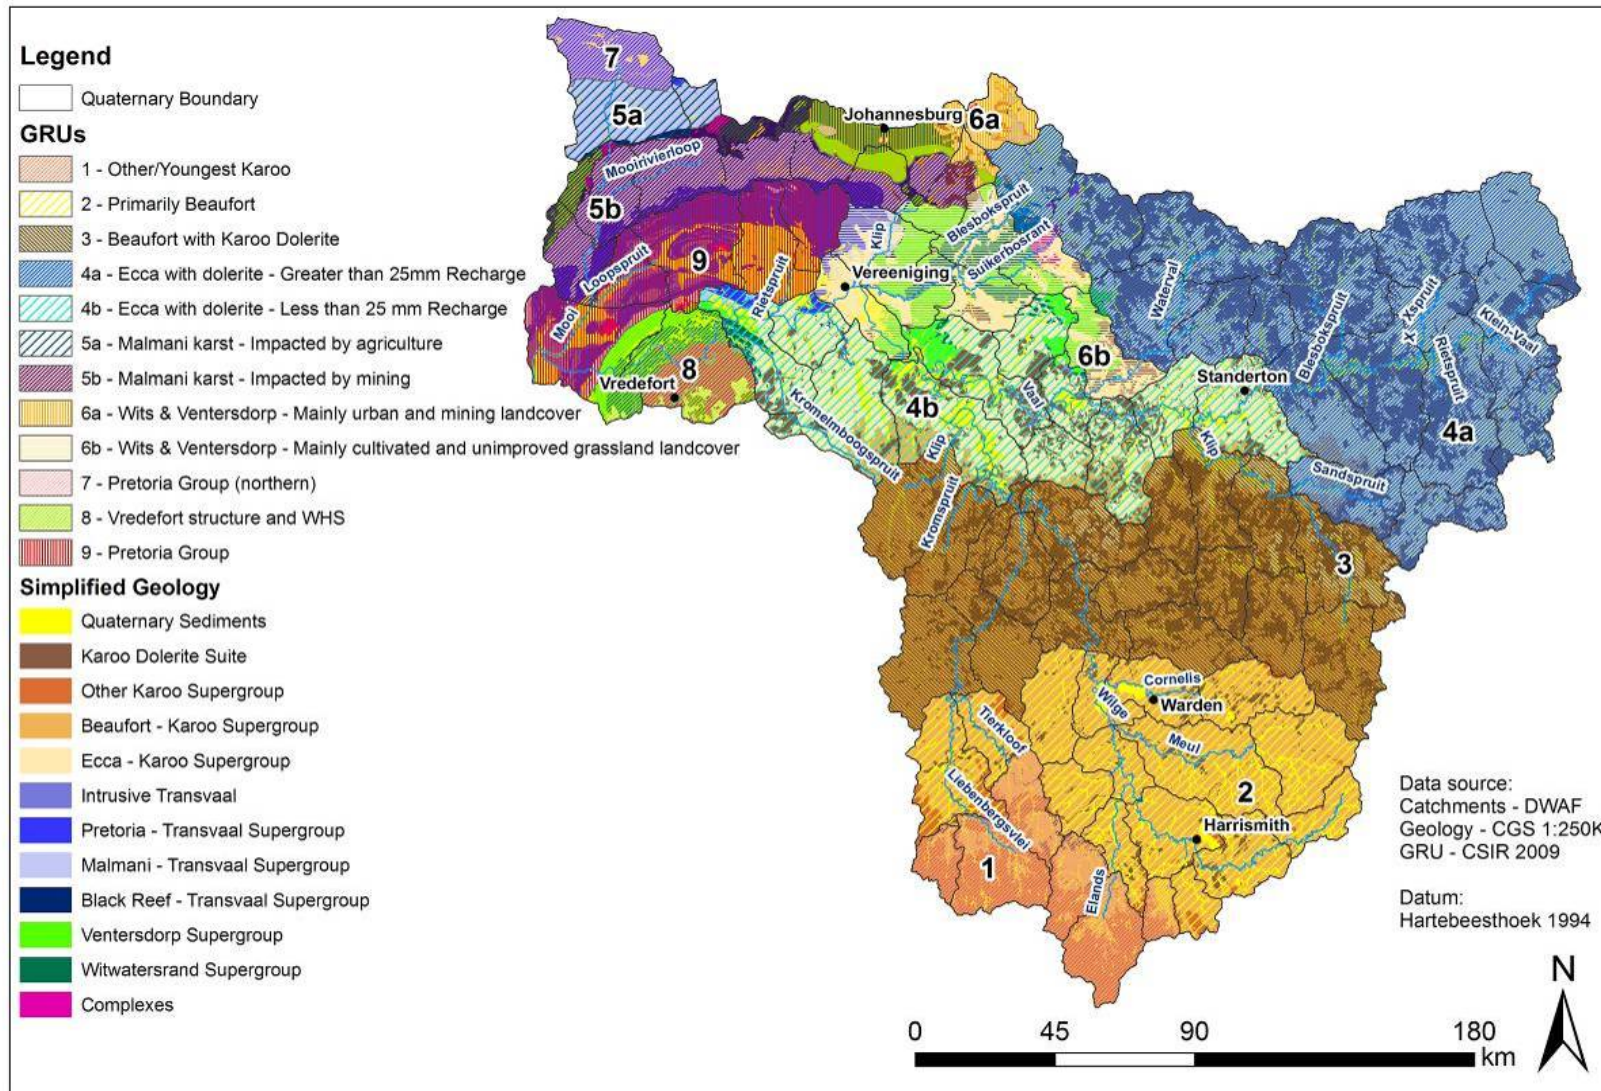 Legend
Quaternary Boundary
GRUs
1 - Other/Youngest Karoo
2 - Primarily Beaufort
3 - Beaufort with Karoo Dolerite
4a - Ecca with dolerite - Greater than 25mm Recharge
4b - Ecca with dolerite - Less than 25 mm Recharge
5a - Malmani karst - Impacted by agriculture
5b - Malmani karst - Impacted by mining
6a - Wits & Ventersdorp - Mainly urban and mining landcover
6b - Wits & Ventersdorp - Mainly cultivated and unimproved grassland landcover
7 - Pretoria Group (northern)
8 - Vredefort structure and WHS
9 - Pretoria Group
Simplified Geology
Quaternary Sediments
Karoo Dolerite Suite
Other Karoo Supergroup
Beaufort - Karoo Supergroup
Ecca - Karoo Supergroup
Intrusive Transvaal
Pretoria - Transvaal Supergroup
Malmani - Transvaal Supergroup
Black Reef - Transvaal Supergroup
Ventersdorp Supergroup
Witwatersrand Supergroup
Complexes
7
5a
Johannesburg
6a
Mooirivierloop
5b
Blesbokspruit
Klip
Suikerbosrant
9
Loopspruit
Vereeniging
Rietspruit
Mooi
Waterval
Blesbokspruit
X_Xspruit
Klein-Vaal
Rietspruit
6b
8
Vredefort
Standerton
Vaal
4b
Kromelmboogspruit
Klip
Klip
4a
Sandspruit
Kromspruit
3
Cornelis
Wilge
Warden
Tierkloof
Meul
Liebenbergsvlei
2
Harrismith
1
Elands
Data source:
Catchments - DWAF
Geology - CGS 1:250K
GRU - CSIR 2009
Datum:
Hartebeesthoek 1994
N
0 45 90 180
km